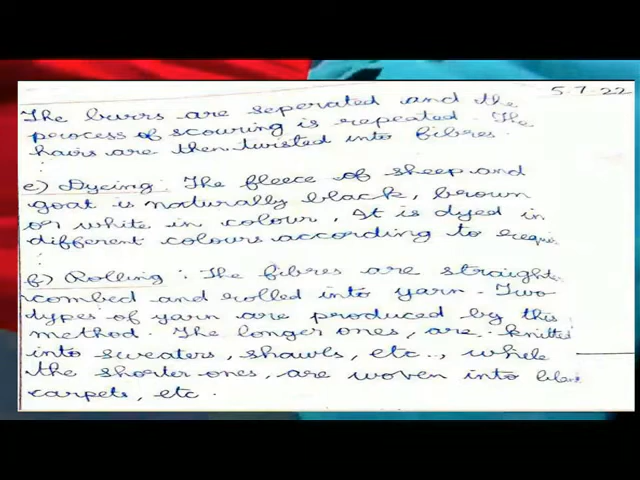 5-7-22
The burrs are seperated and the
process of scouring is repeated. The
hairs are then twisted into fibres.
e) Dyeing: The fleece of sheep and
goat is naturally black, brown
or white in colour, It is dyed in
different colours according to requir
f) Rolling: The fibres are straight
combed and rolled into yarn. Two
types of yarn are produced by this
method. The longer ones, are knitted
into sweaters, shawls, etc., while
the shorter ones, are woven into
carpets, etc.